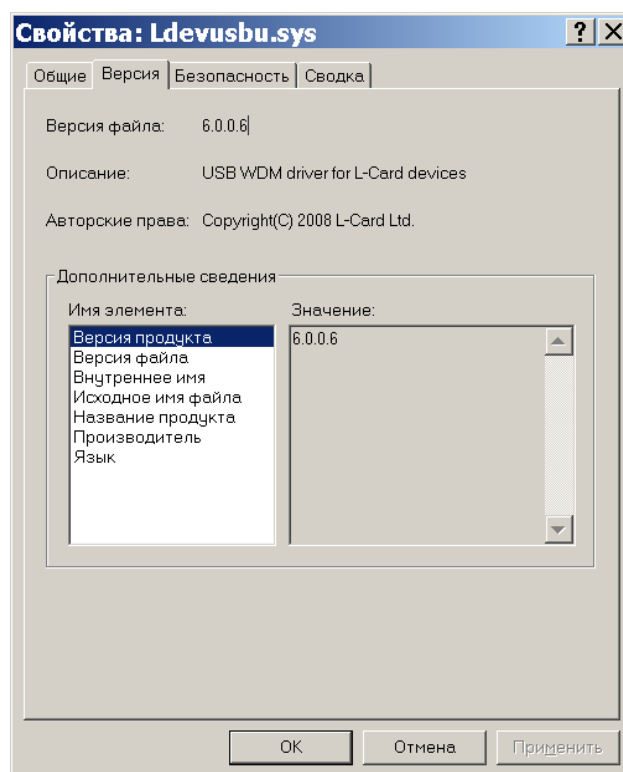 Свойства: Ldevusbu.sys
Общие Версия Безопасность Сводка
Версия файла: 6.0.0.6
Описание: USB WDM driver for L-Card devices
Авторские права: Copyright(C) 2008 L-Card Ltd.
Дополнительные сведения
Имя элемента: Значение:
Версия продукта 6.0.0.6
Версия файла
Внутреннее имя
Исходное имя файла
Название продукта
Производитель
Язык
OK Отмена Применить